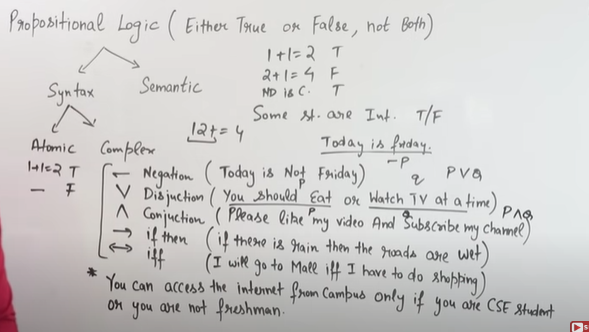 Propositional Logic ( Either True or False, not Both)
1+1=2 T
2+1=4 F
ND is C. T
Syntax
Semantic
Some st. are Int. T/F
12+ = 4
Atomic
Complex
Today is friday.
1+1=2 T
– F
– P
¬ Negation ( Today is Not Friday)
q P∨Q
∨ Disjuction ( You should Eat or Watch TV at a time)
P
P∧Q
∧ Conjuction ( Please like my video And Subscribe my channel)
P Q
→ if then (if there is rain then the roads are wet)
↔ iff (I will go to Mall iff I have to do shopping)
* You can access the internet from Campus only if you are CSE student
or you are not freshman.